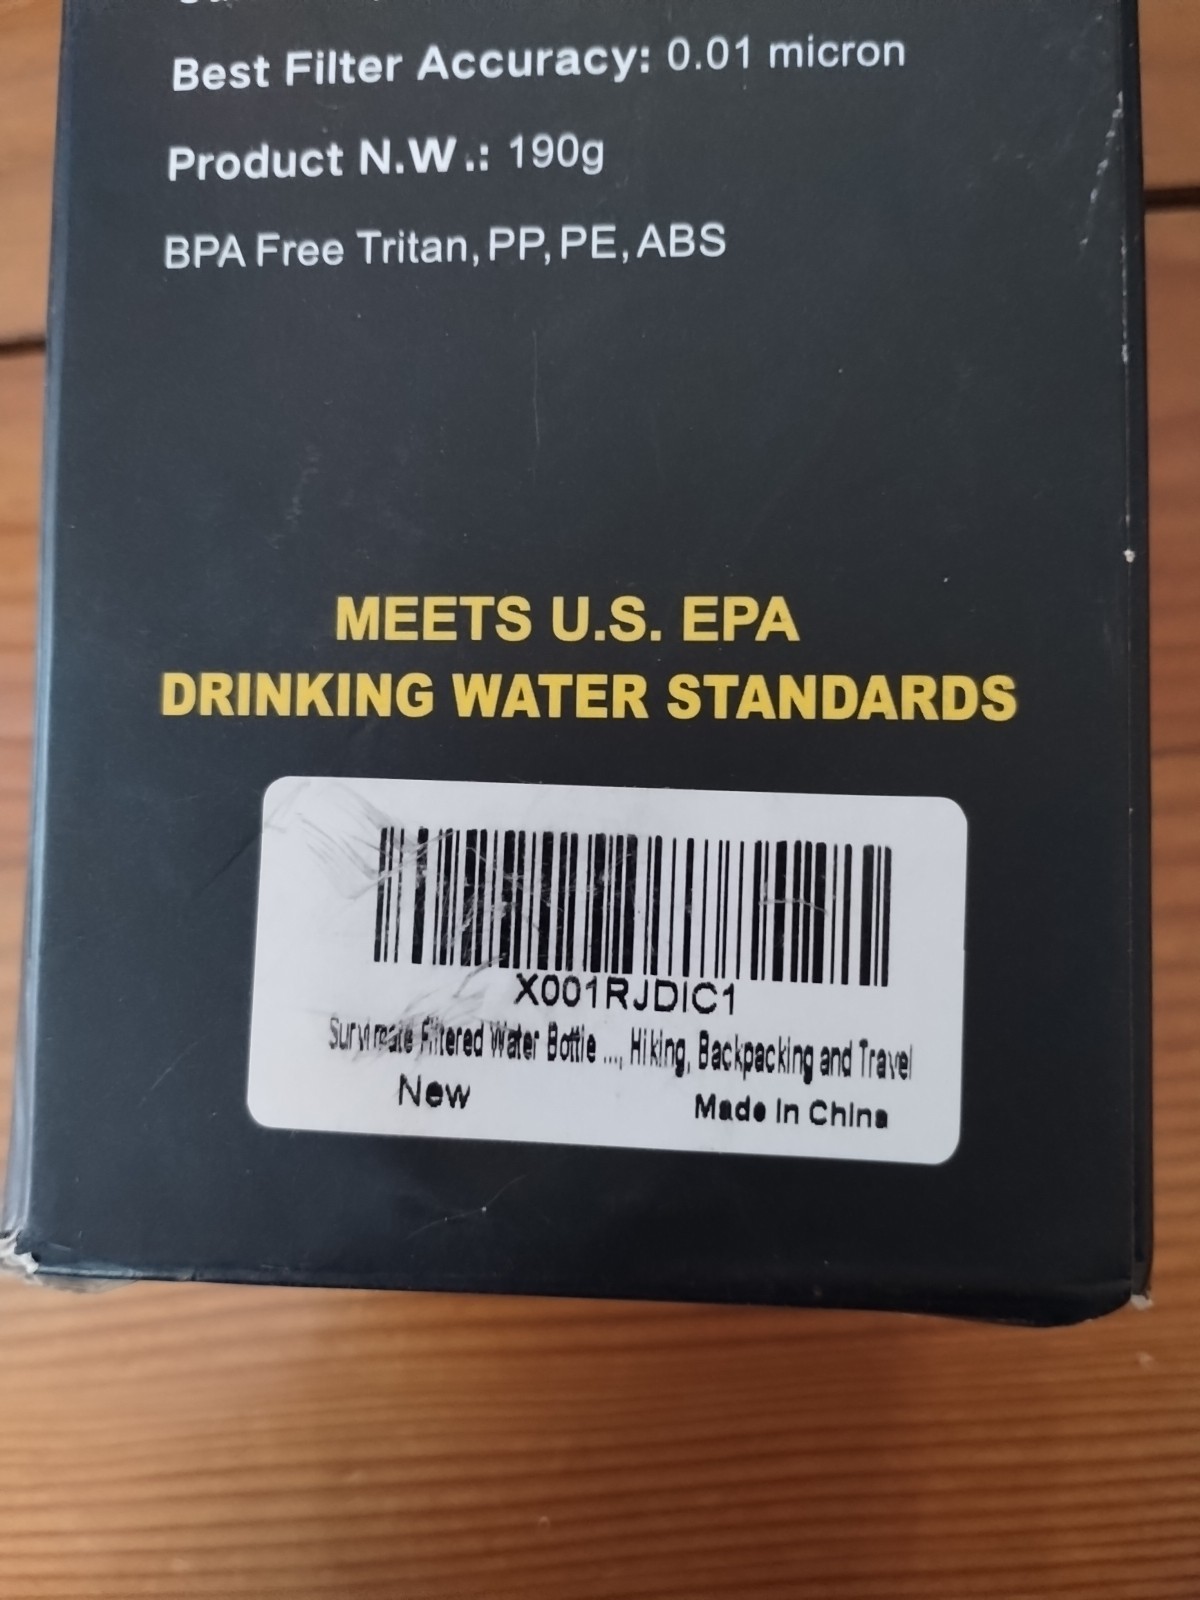 Best Filter Accuracy: 0.01 micron
Product N.W.: 190g
BPA Free Tritan, PP, PE, ABS
MEETS U.S. EPA
DRINKING WATER STANDARDS
X001RJDIC1
Survimate Filtered Water Bottle ..., Hiking, Backpacking and Travel
New
Made In China